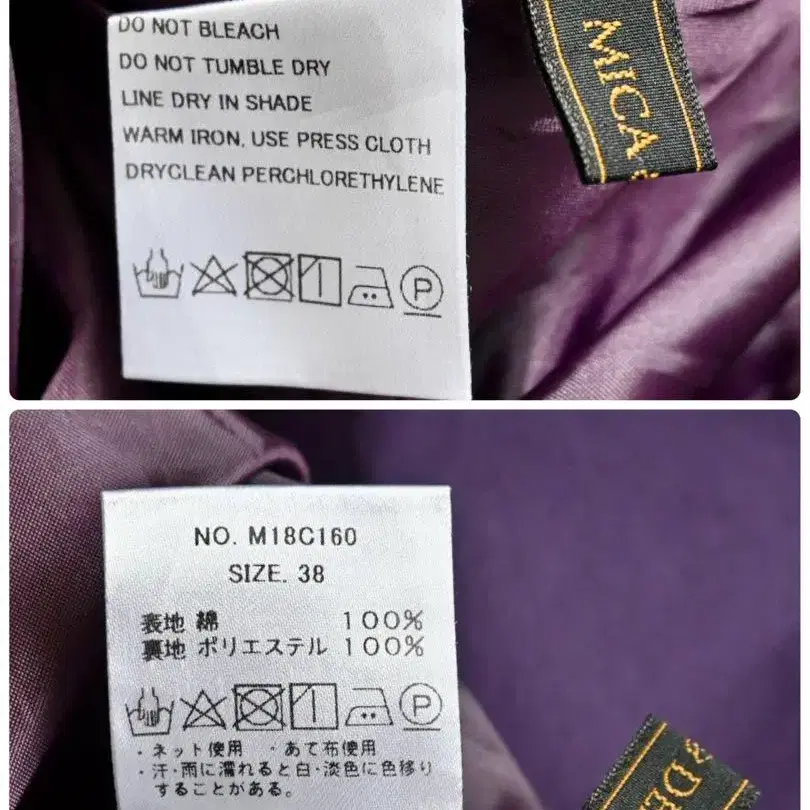 DO NOT BLEACH
DO NOT TUMBLE DRY
LINE DRY IN SHADE
WARM IRON, USE PRESS CLOTH
DRYCLEAN PERCHLORETHYLENE
P
MICA &
NO. M18C160
SIZE. 38
表地 綿 100%
裏地 ポリエステル 100%
P
・ネット使用 ・あて布使用
・汗・雨に濡れると白・淡色に色移り
することがある。
& DE